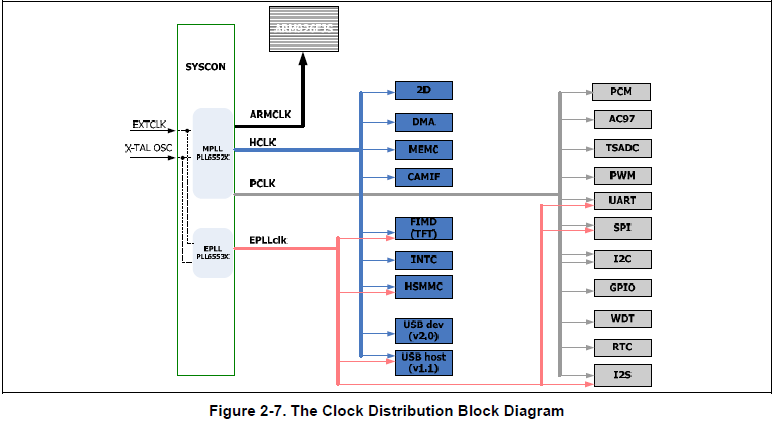 SYSCON
EXTCLK
X-TAL OSC
MPLL
PLL6552X
EPLL
PLL6553X
ARMCLK
HCLK
PCLK
EPLLclk
2D
DMA
MEMC
CAMIF
FIMD
(TFT)
INTC
HSMMC
USB dev
(v2,0)
USB host
(v1.1)
PCM
AC97
TSADC
PWM
UART
SPI
I2C
GPIO
WDT
RTC
I2S
Figure 2-7. The Clock Distribution Block Diagram